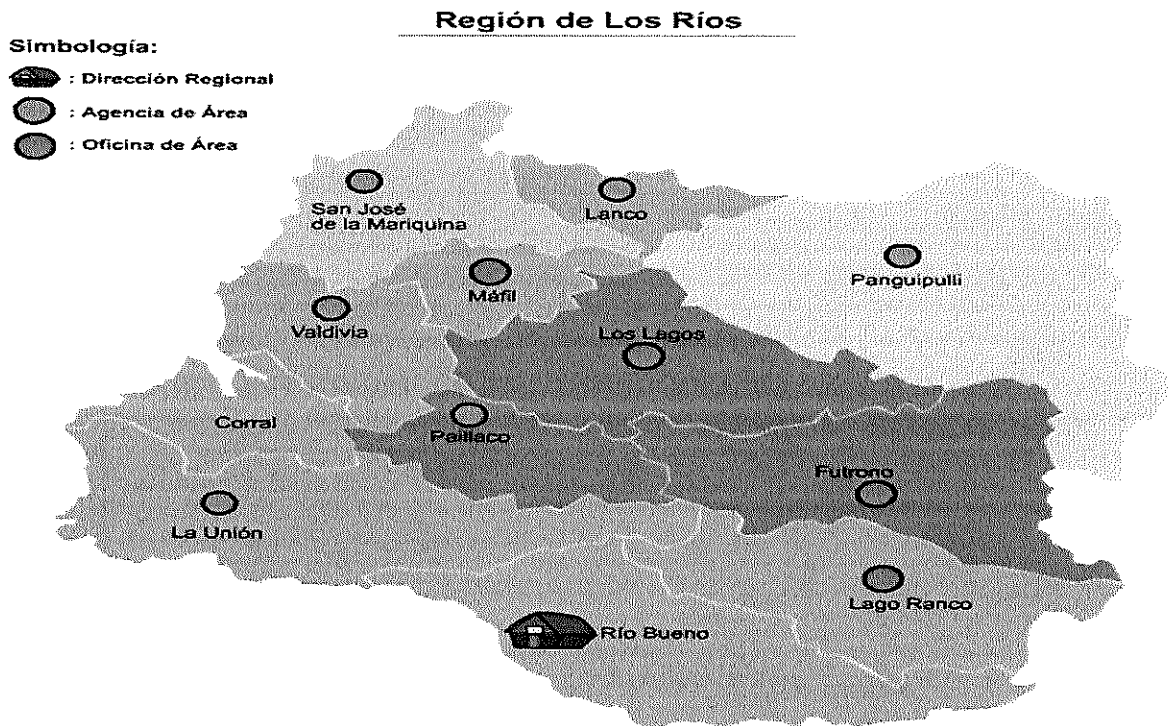 Región de Los Ríos
Simbología:
: Dirección Regional
: Agencia de Área
: Oficina de Área
San José
de la Mariquina
Lanco
Panguipulli
Máfil
Valdivia
Los Lagos
Corral
Paillaco
Futrono
La Unión
Lago Ranco
Río Bueno